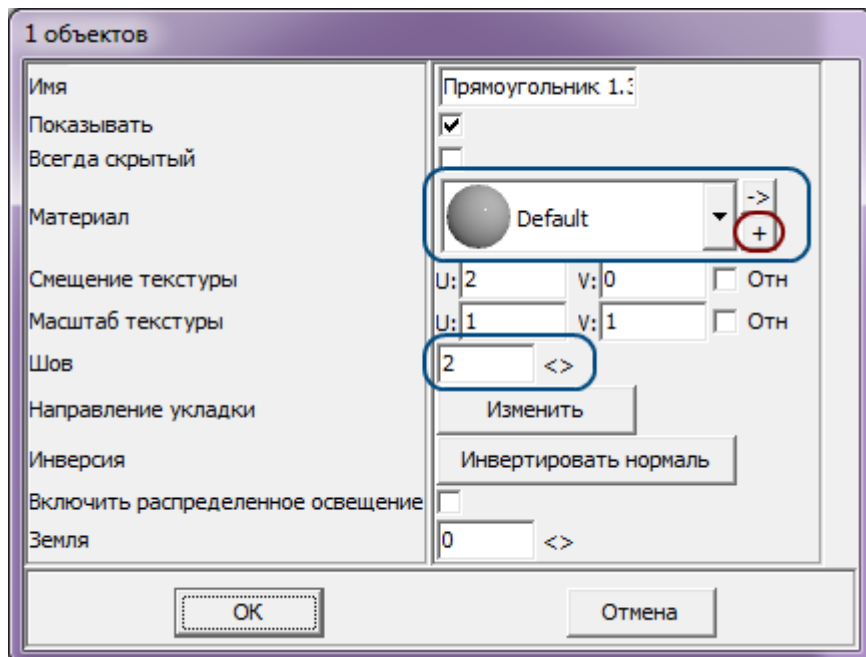 1 объектов
Имя Прямоугольник 1.3
Показывать
Всегда скрытый
Материал Default -> +
Смещение текстуры U: 2 V: 0 Отн
Масштаб текстуры U: 1 V: 1 Отн
Шов 2 <>
Направление укладки Изменить
Инверсия Инвертировать нормаль
Включить распределенное освещение
Земля 0 <>
OK Отмена